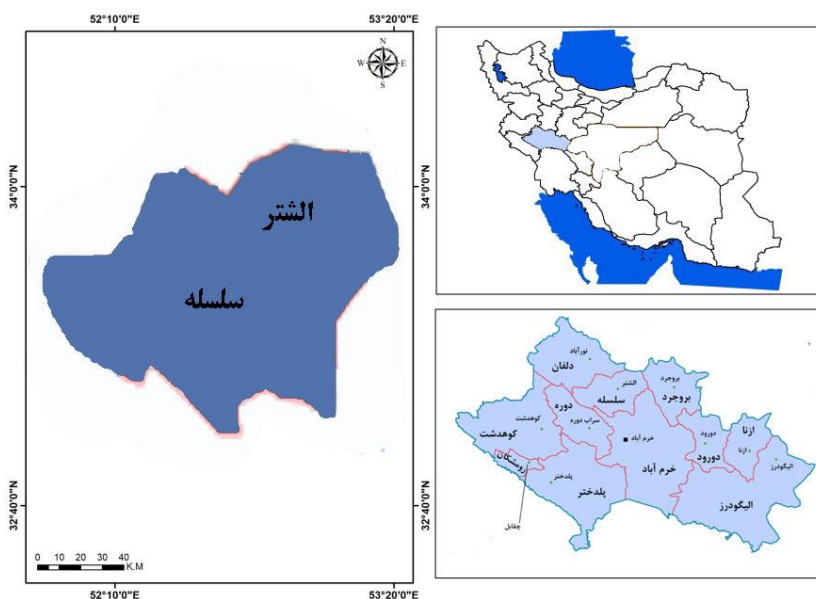 52°10'0"E
53°20'0"E
N
W E
S
34°0'0"N
34°0'0"N
الشتر
سلسله
32°40'0"N
32°40'0"N
0 5 10 20 30 40
K.M
52°10'0"E
53°20'0"E
نورآباد
دلفان
بروجرد
بروجرد
الشتر
سلسله
دوره
سراب دوره
کوهدشت
کوهدشت
خرم آباد
خرم آباد
دورود
دورود
ازنا
ازنا
الیگودرز
الیگودرز
رومشکان
چقابل
پلدختر
پلدختر